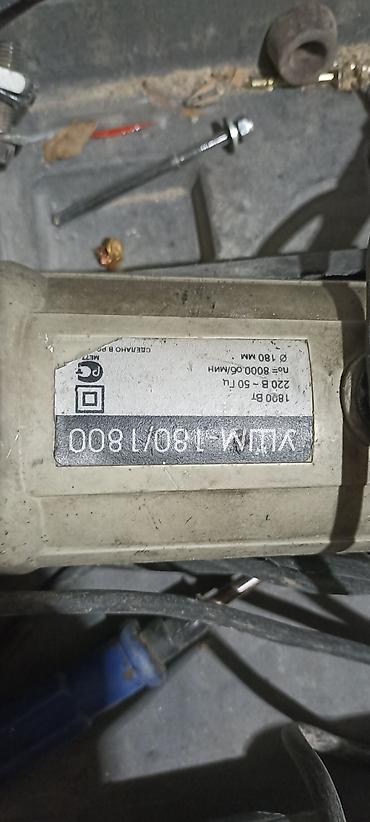 УШМ-180/1800
1800 Вт
220 В ~ 50 Гц
n₀= 8000 об/мин
Ø 180 мм
СДЕЛАНО В